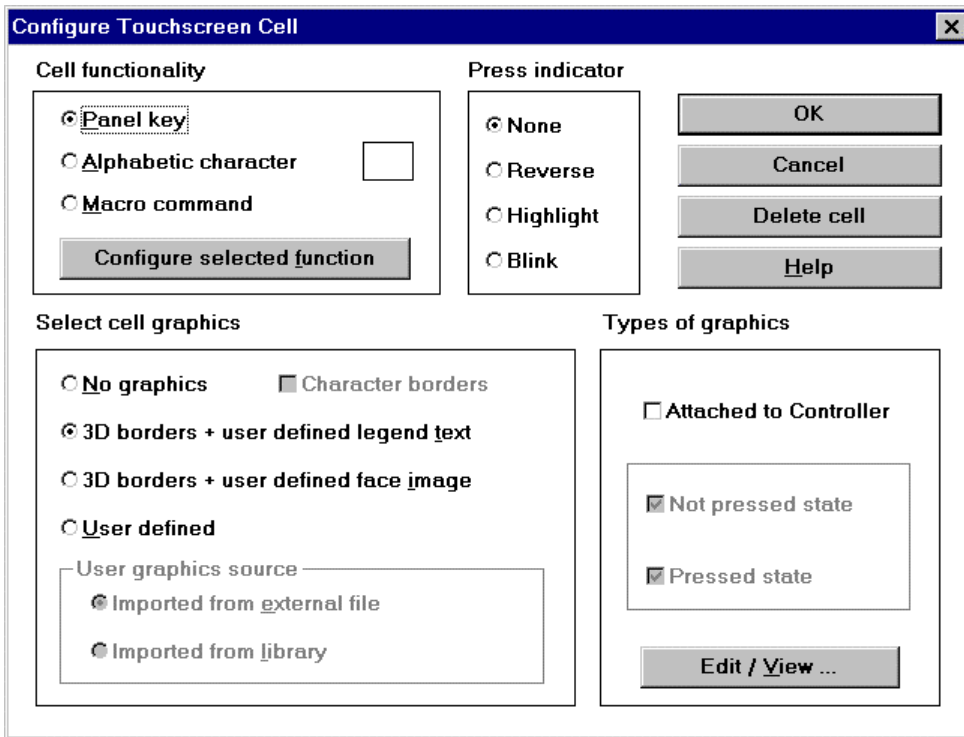 Configure Touchscreen Cell
Cell functionality
Panel key
Alphabetic character
Macro command
Configure selected function
Press indicator
None
Reverse
Highlight
Blink
OK
Cancel
Delete cell
Help
Select cell graphics
No graphics
Character borders
3D borders + user defined legend text
3D borders + user defined face image
User defined
User graphics source
Imported from external file
Imported from library
Types of graphics
Attached to Controller
Not pressed state
Pressed state
Edit / View ...